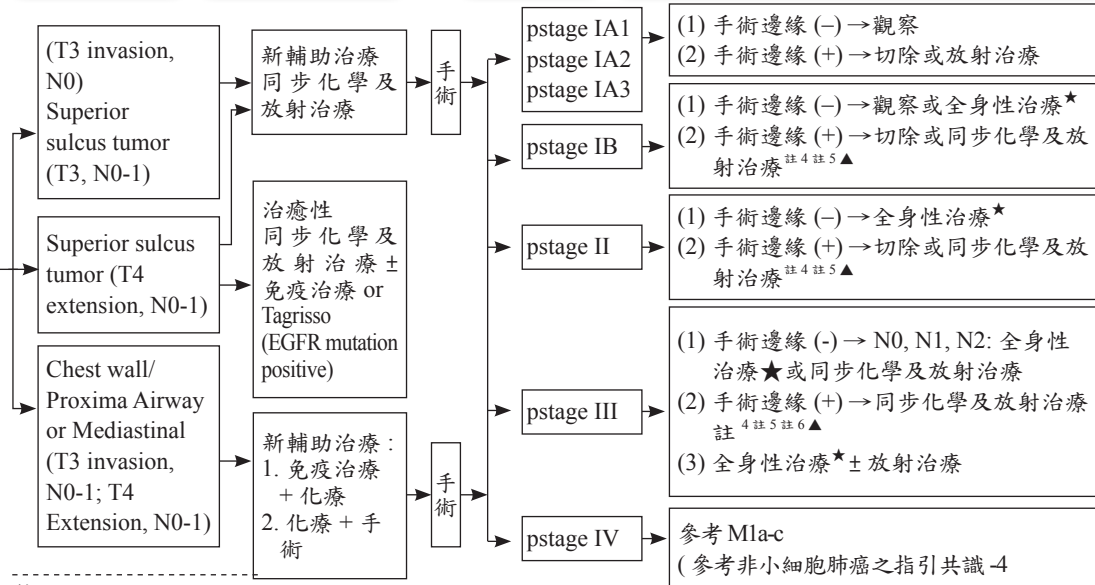 (T3 invasion,
N0)
Superior
sulcus tumor
(T3, N0-1)
Superior sulcus
tumor (T4
extension, N0-1)
Chest wall/
Proxima Airway
or Mediastinal
(T3 invasion,
N0-1; T4
Extension, N0-1)
新輔助治療
同步化學及
放射治療
治癒性
同步化學及
放射治療 ±
免疫治療 or
Tagrisso
(EGFR mutation
positive)
新輔助治療 :
1. 免疫治療
+ 化療
2. 化療 + 手
術
手
術
手
術
pstage IA1
pstage IA2
pstage IA3
(1) 手術邊緣 (–) →觀察
(2) 手術邊緣 (+) →切除或放射治療
pstage IB
(1) 手術邊緣 (–) →觀察或全身性治療★
(2) 手術邊緣 (+) →切除或同步化學及放
射治療註 4 註 5 ▲
pstage II
(1) 手術邊緣 (–) →全身性治療★
(2) 手術邊緣 (+) →切除或同步化學及放
射治療註 4 註 5 ▲
pstage III
(1) 手術邊緣 (-) → N0, N1, N2: 全身性
治療★或同步化學及放射治療
(2) 手術邊緣 (+) →同步化學及放射治療
註 4 註 5 註 6 ▲
(3) 全身性治療★ ± 放射治療
pstage IV
參考 M1a-c
( 參考非小細胞肺癌之指引共識 -4